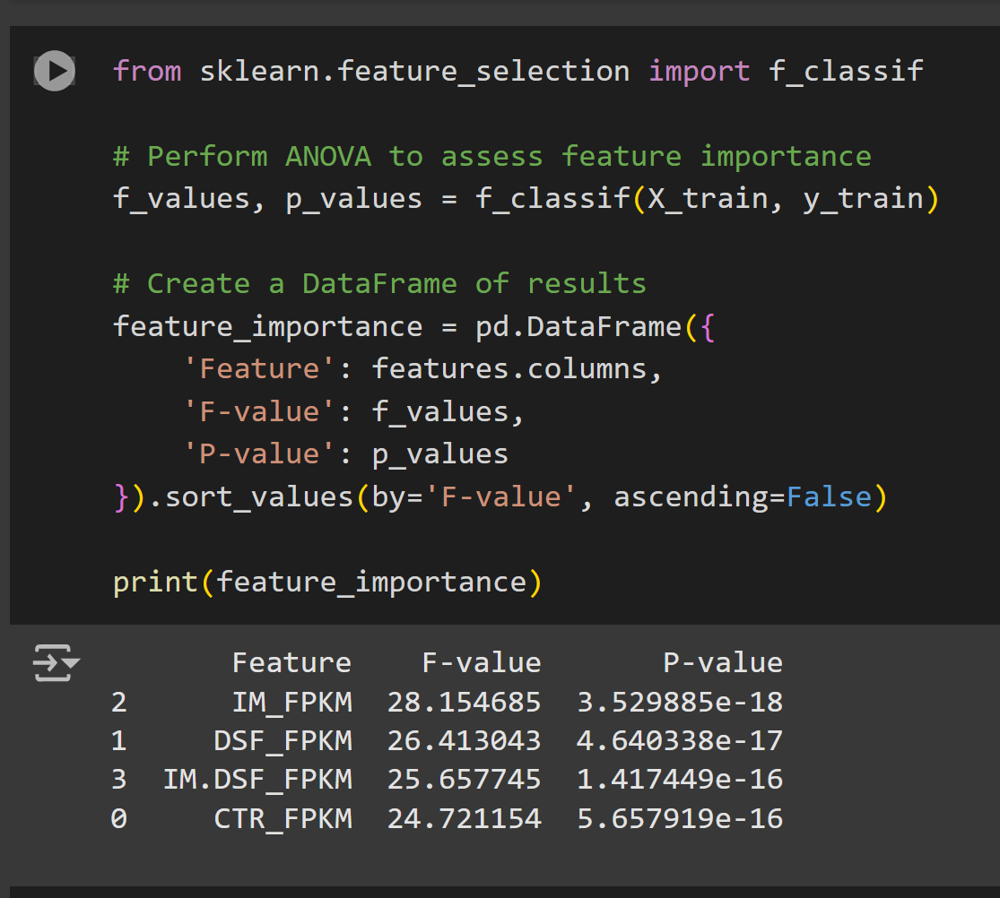 from sklearn.feature_selection import f_classif
# Perform ANOVA to assess feature importance
f_values, p_values = f_classif(X_train, y_train)
# Create a DataFrame of results
feature_importance = pd.DataFrame({
    'Feature': features.columns,
    'F-value': f_values,
    'P-value': p_values
}).sort_values(by='F-value', ascending=False)
print(feature_importance)
Feature F-value P-value
2 IM_FPKM 28.154685 3.529885e-18
1 DSF_FPKM 26.413043 4.640338e-17
3 IM.DSF_FPKM 25.657745 1.417449e-16
0 CTR_FPKM 24.721154 5.657919e-16